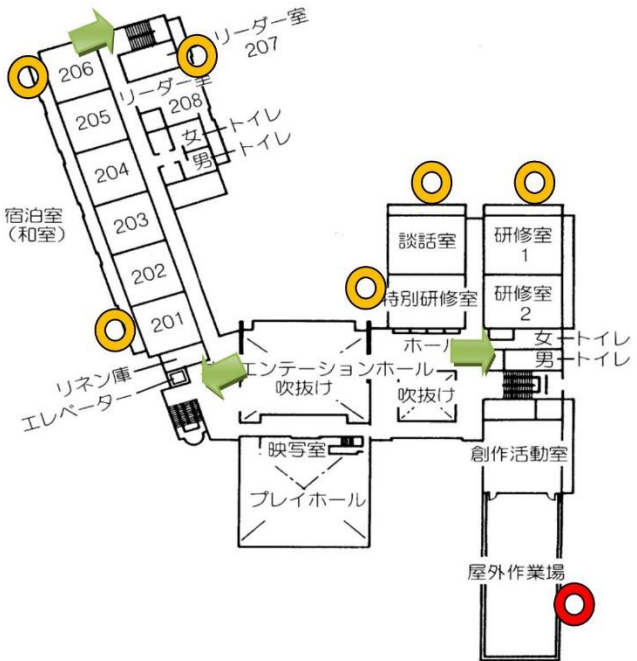 リーダー室
207
206
リーダー室
208
205
女 トイレ
男 トイレ
204
宿泊室
（和室）
203
202
201
談話室
研修室
1
特別研修室
研修室
2
ホール
女 トイレ
男 トイレ
リネン庫
エレベーター
エンテーションホール
吹抜け
吹抜け
映写室
創作活動室
プレイホール
屋外作業場